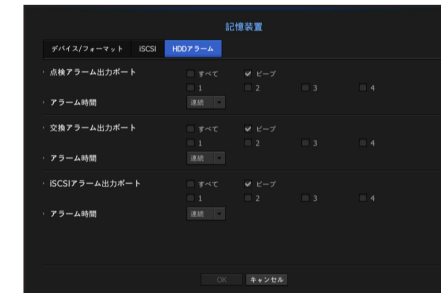 記憶装置
デバイス/フォーマット iSCSI HDDアラーム
点検アラーム出力ポート すべて ビープ
1 2 3 4
アラーム時間 連続
交換アラーム出力ポート すべて ビープ
1 2 3 4
アラーム時間 連続
iSCSIアラーム出力ポート すべて ビープ
1 2 3 4
アラーム時間 連続
OK キャンセル